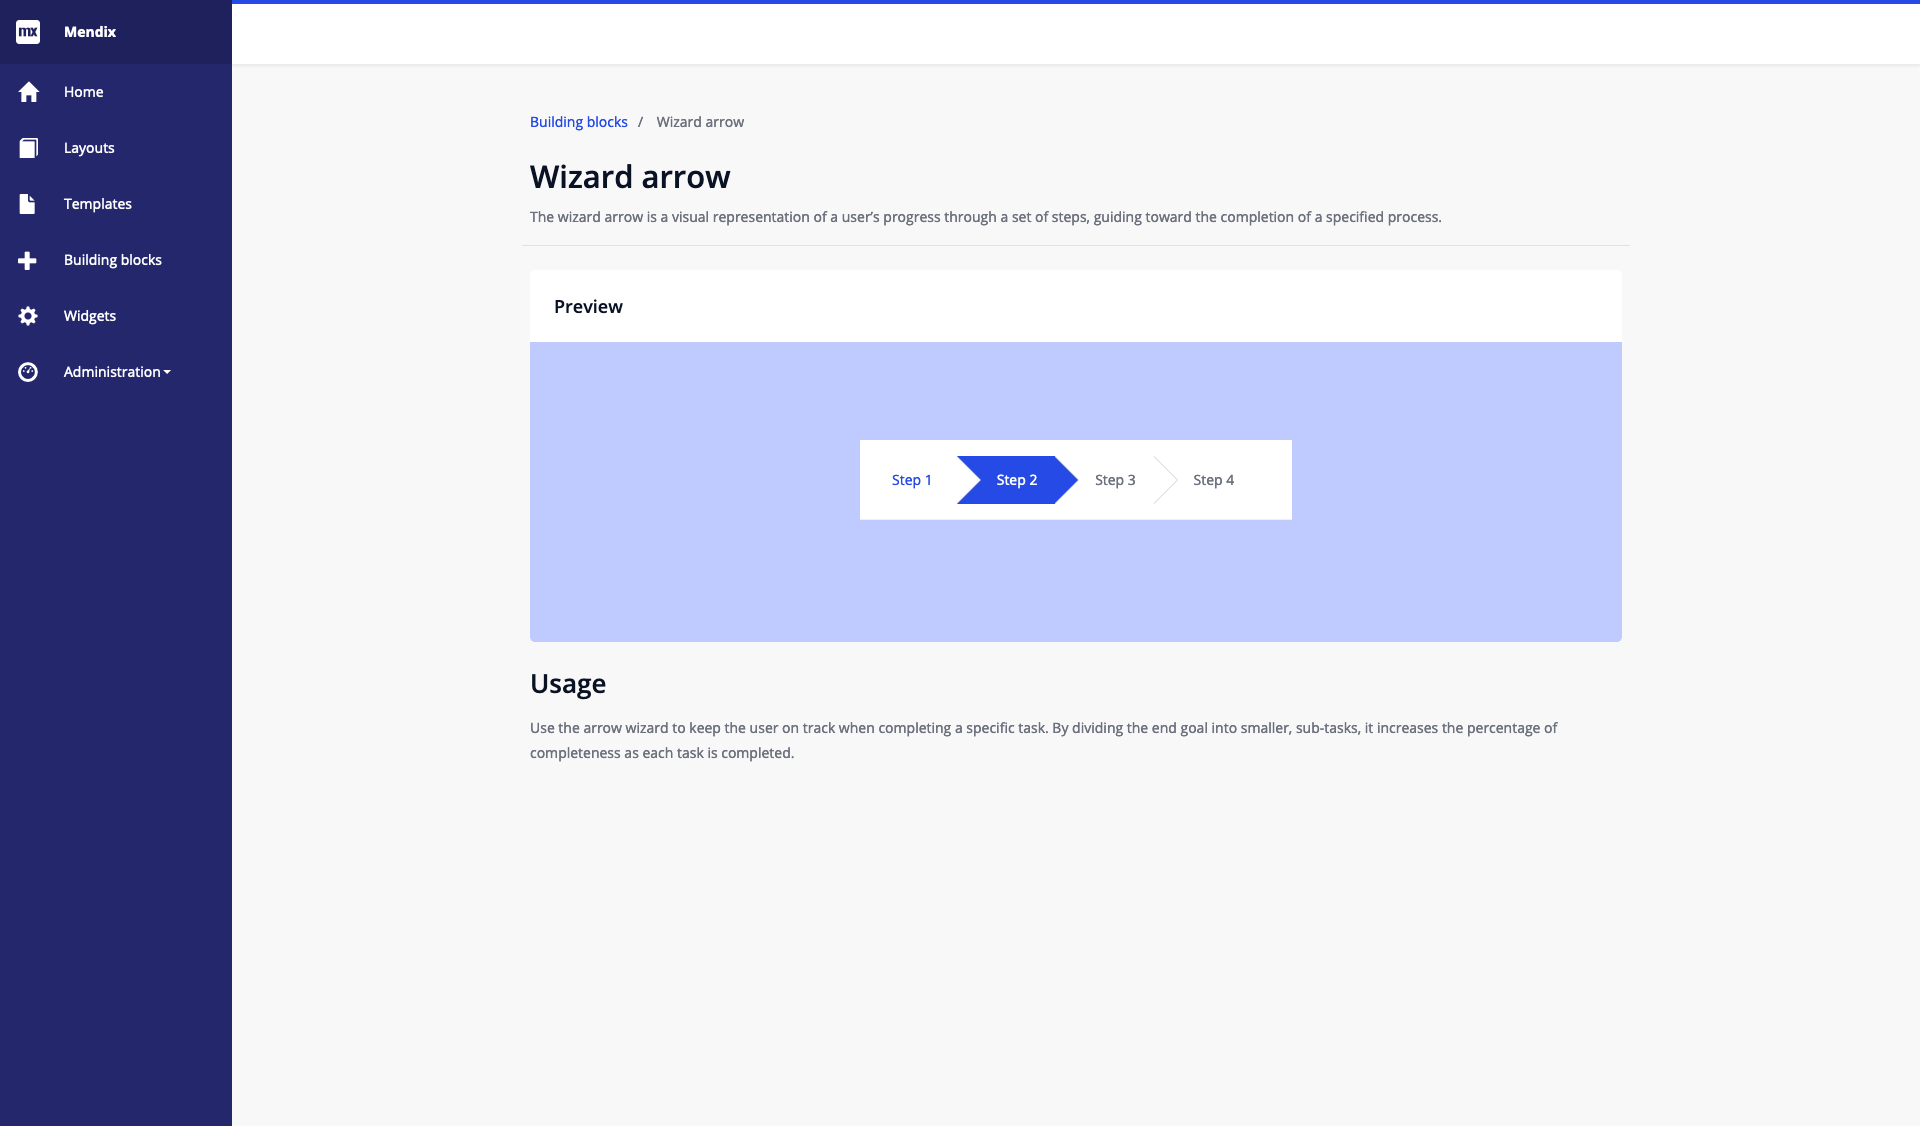 mx Mendix
Home
Layouts
Templates
Building blocks
Widgets
Administration
Building blocks / Wizard arrow
Wizard arrow
The wizard arrow is a visual representation of a user’s progress through a set of steps, guiding toward the completion of a specified process.
Preview
Step 1 Step 2 Step 3 Step 4
Usage
Use the arrow wizard to keep the user on track when completing a specific task. By dividing the end goal into smaller, sub-tasks, it increases the percentage of
completeness as each task is completed.